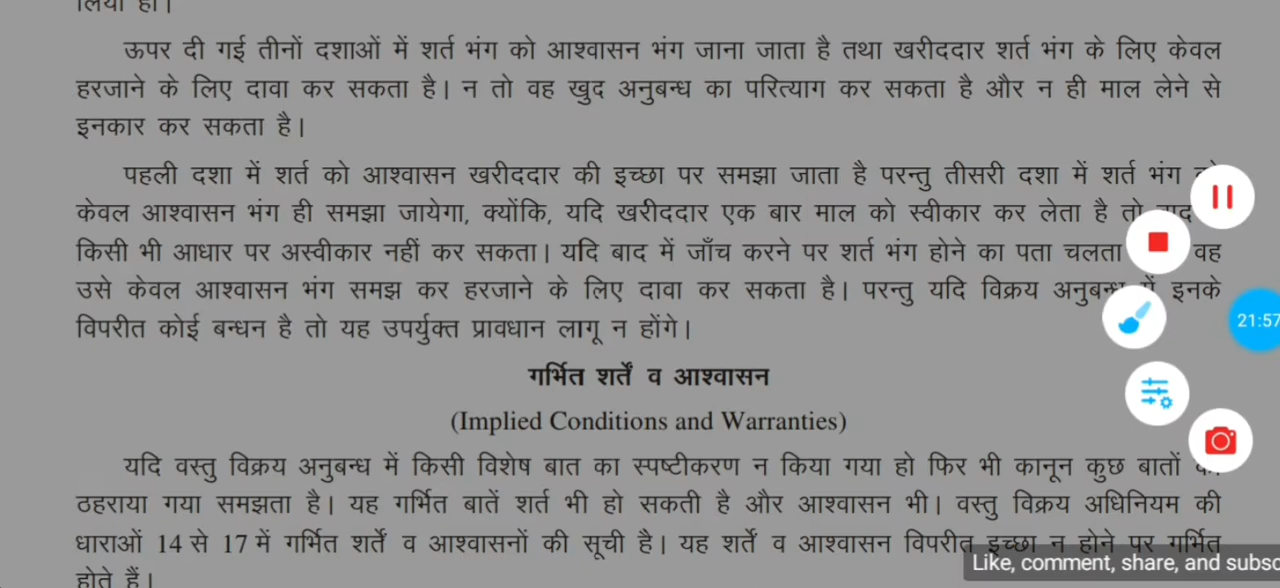 लिया हो।
ऊपर दी गई तीनों दशाओं में शर्त भंग को आश्वासन भंग जाना जाता है तथा खरीददार शर्त भंग के लिए केवल
हरजाने के लिए दावा कर सकता है। न तो वह खुद अनुबन्ध का परित्याग कर सकता है और न ही माल लेने से
इनकार कर सकता है।
पहली दशा में शर्त को आश्वासन खरीददार की इच्छा पर समझा जाता है परन्तु तीसरी दशा में शर्त भंग
केवल आश्वासन भंग ही समझा जायेगा, क्योंकि, यदि खरीददार एक बार माल को स्वीकार कर लेता है तो
किसी भी आधार पर अस्वीकार नहीं कर सकता। यदि बाद में जाँच करने पर शर्त भंग होने का पता चलता वह
उसे केवल आश्वासन भंग समझ कर हरजाने के लिए दावा कर सकता है। परन्तु यदि विक्रय अनुबन्ध में इनके
विपरीत कोई बन्धन है तो यह उपर्युक्त प्रावधान लागू न होंगे।
21:57
गर्भित शर्तें व आश्वासन
(Implied Conditions and Warranties)
यदि वस्तु विक्रय अनुबन्ध में किसी विशेष बात का स्पष्टीकरण न किया गया हो फिर भी कानून कुछ बातों
ठहराया गया समझता है। यह गर्भित बातें शर्त भी हो सकती है और आश्वासन भी। वस्तु विक्रय अधिनियम की
धाराओं 14 से 17 में गर्भित शर्तें व आश्वासनों की सूची है। यह शर्तें व आश्वासन विपरीत इच्छा न होने पर गर्भित
होते हैं।
Like, comment, share, and subsc